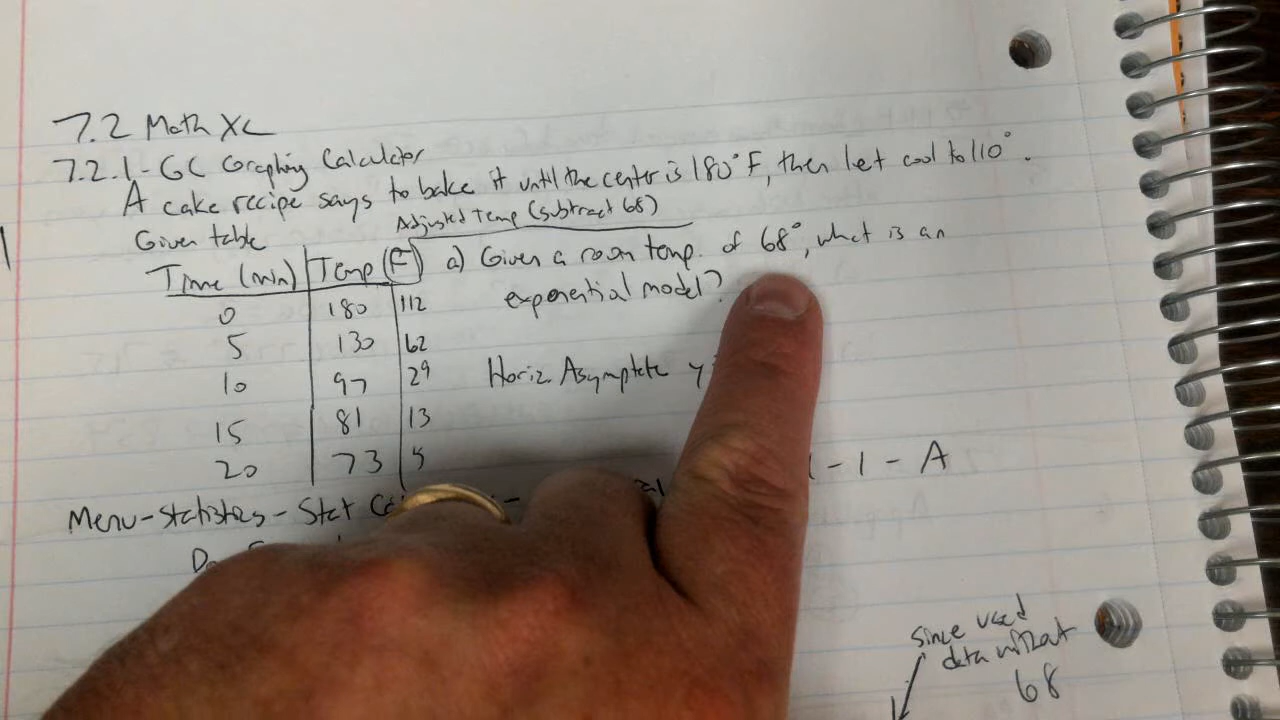 7.2 Math XL
7.2.1-GC Graphing Calculator
A cake recipe says to bake it until the center is 180°F, then let cool to 110°.
Given table
Adjusted Temp (subtract 68)
Time (min) Temp (F) a) Given a room temp. of 68°, what is an
exponential model?
0 180 112
5 130 62
10 97 29
Horiz. Asymptote y
15 81 13
20 73 5
1-1-A
Menu-Statistics-Stat
since used
data without
68